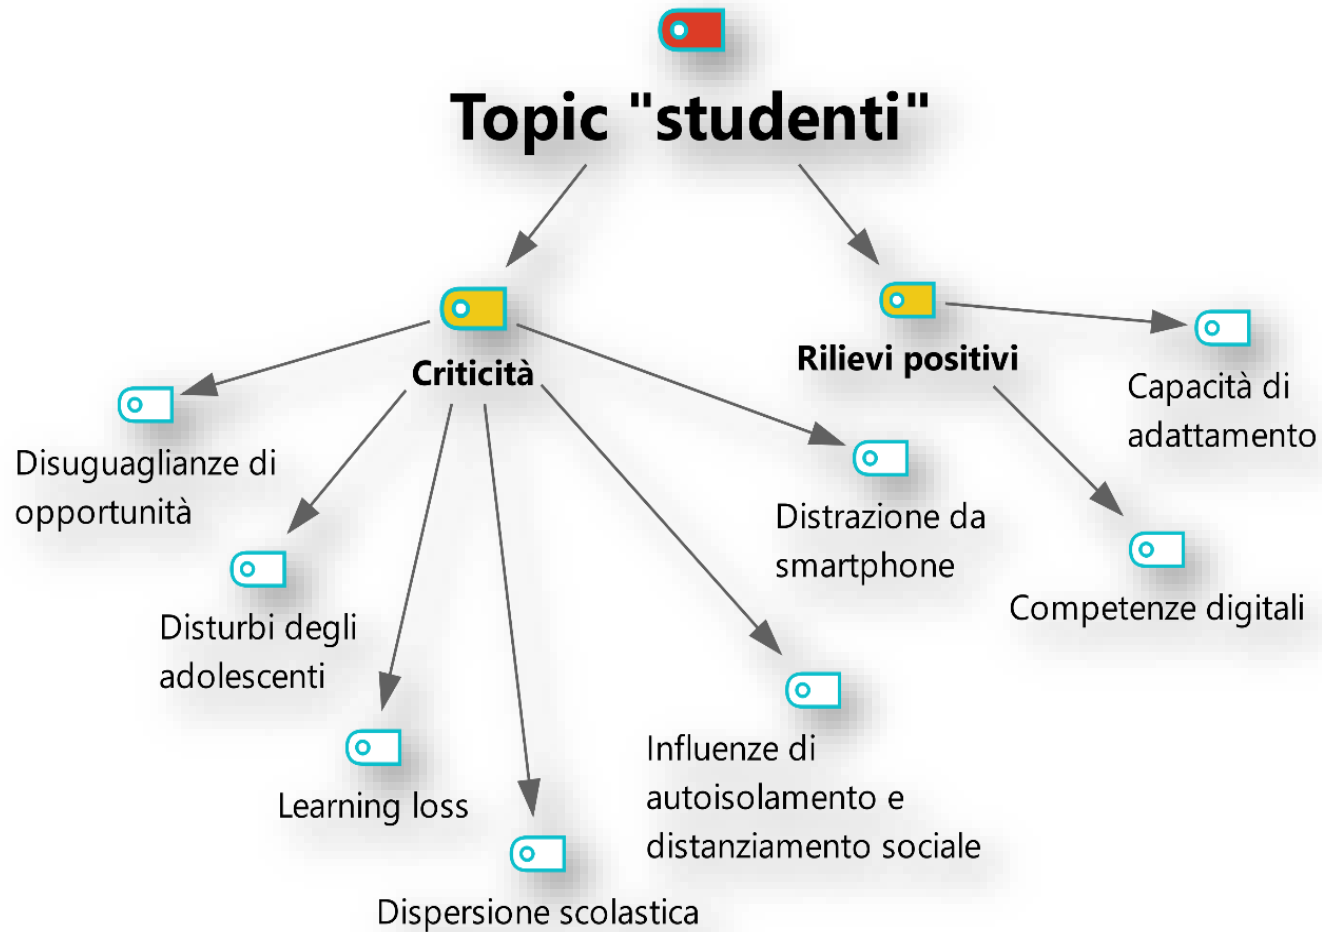 Topic "studenti"
Criticità
Rilievi positivi
Capacità di
adattamento
Disuguaglianze di
opportunità
Distrazione da
smartphone
Competenze digitali
Disturbi degli
adolescenti
Influenze di
autoisolamento e
distanziamento sociale
Learning loss
Dispersione scolastica